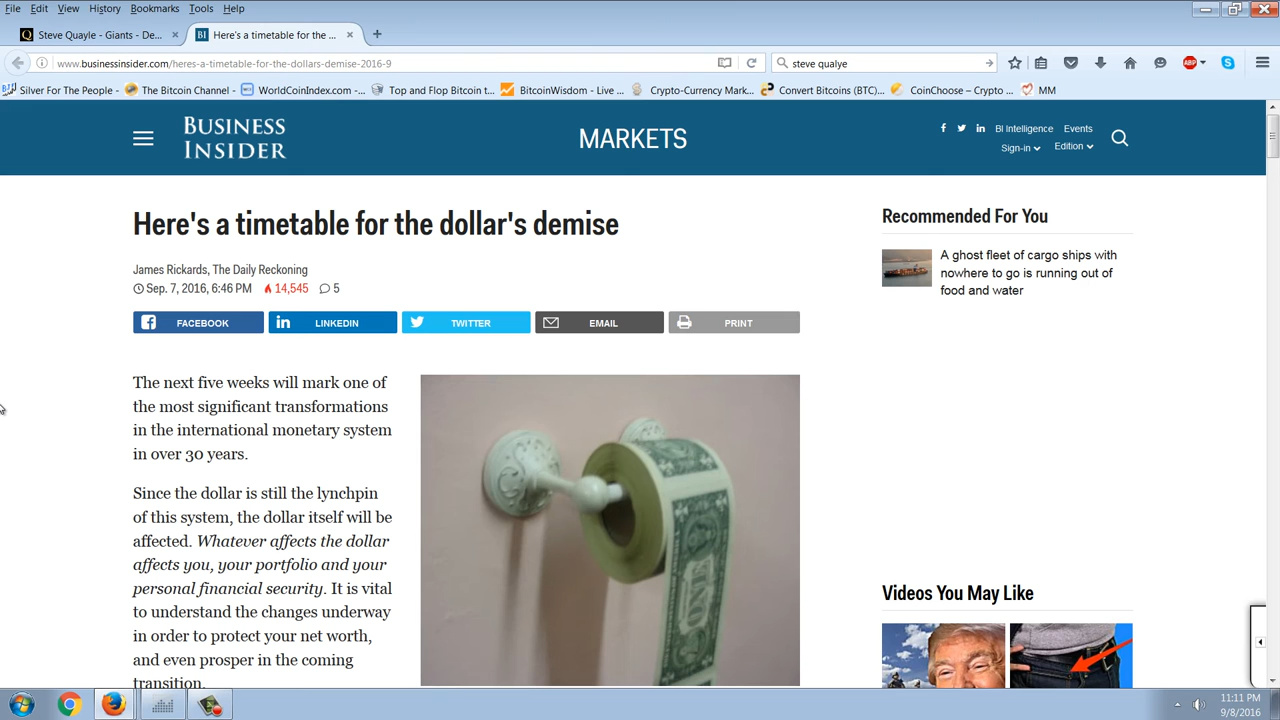 File Edit View History Bookmarks Tools Help
Steve Quayle - Giants - De... × Here's a timetable for the ... × +
www.businessinsider.com/heres-a-timetable-for-the-dollars-demise-2016-9 steve qualye ABP
Silver For The People - The Bitcoin Channel - WorldCoinIndex.com -... Top and Flop Bitcoin t... BitcoinWisdom - Live ... Crypto-Currency Mark... Convert Bitcoins (BTC)... CoinChoose – Crypto ... MM
BUSINESS
INSIDER
MARKETS
BI Intelligence Events
Sign-in Edition
Here's a timetable for the dollar's demise
James Rickards, The Daily Reckoning
Sep. 7, 2016, 6:46 PM 14,545 5
FACEBOOK LINKEDIN TWITTER EMAIL PRINT
The next five weeks will mark one of
the most significant transformations
in the international monetary system
in over 30 years.
Since the dollar is still the lynchpin
of this system, the dollar itself will be
affected. Whatever affects the dollar
affects you, your portfolio and your
personal financial security. It is vital
to understand the changes underway
in order to protect your net worth,
and even prosper in the coming
transition.
ONE
Recommended For You
A ghost fleet of cargo ships with
nowhere to go is running out of
food and water
Videos You May Like
11:11 PM
9/8/2016